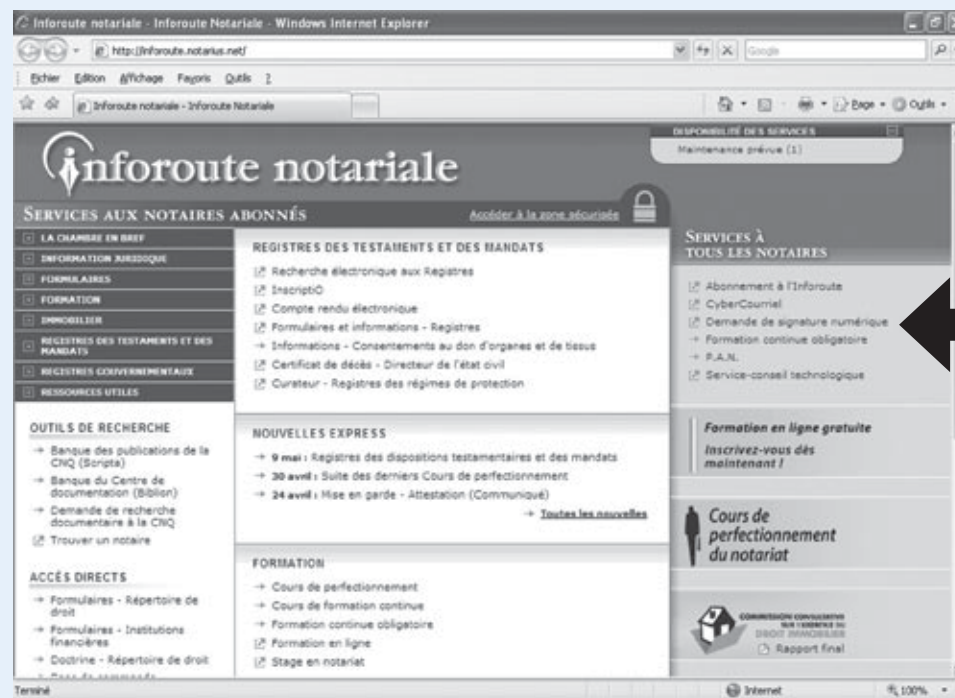 Inforoute notariale - Inforoute Notariale - Windows Internet Explorer
http://inforoute.notarius.net/
Google
Fichier Edition Affichage Favoris Outils ?
Inforoute notariale - Inforoute Notariale
Page
Outils
DISPONIBILITÉ DES SERVICES
Maintenance prévue (1)
inforoute notariale
SERVICES AUX NOTAIRES ABONNÉS
Accéder à la zone sécurisée
LA CHAMBRE EN BREF
INFORMATION JURIDIQUE
FORMULAIRES
FORMATION
IMMOBILIER
REGISTRES DES TESTAMENTS ET DES
MANDATS
REGISTRES GOUVERNEMENTAUX
RESSOURCES UTILES
OUTILS DE RECHERCHE
→ Banque des publications de la
CNQ (Scripta)
→ Banque du Centre de
documentation (Biblion)
→ Demande de recherche
documentaire à la CNQ
Trouver un notaire
ACCÈS DIRECTS
→ Formulaires - Répertoire de
droit
→ Formulaires - Institutions
financières
→ Doctrine - Répertoire de droit
REGISTRES DES TESTAMENTS ET DES MANDATS
Recherche électronique aux Registres
InscriptiO
Compte rendu électronique
Formulaires et informations - Registres
→ Informations - Consentements au don d'organes et de tissus
Certificat de décès - Directeur de l'état civil
Curateur - Registres des régimes de protection
NOUVELLES EXPRESS
→ 9 mai : Registres des dispositions testamentaires et des mandats
→ 30 avril : Suite des derniers Cours de perfectionnement
→ 24 avril : Mise en garde - Attestation (Communiqué)
→ Toutes les nouvelles
FORMATION
→ Cours de perfectionnement
→ Cours de formation continue
→ Formation continue obligatoire
Formation en ligne
Stage en notariat
SERVICES À
TOUS LES NOTAIRES
Abonnement à l'Inforoute
CyberCourriel
Demande de signature numérique
→ Formation continue obligatoire
→ P.A.N.
Service-conseil technologique
Formation en ligne gratuite
Inscrivez-vous dès
maintenant !
Cours de
perfectionnement
du notariat
COMMISSION CONSULTATIVE
SUR L'EXERCICE DU
DROIT IMMOBILIER
Rapport final
Terminé
Internet
100%